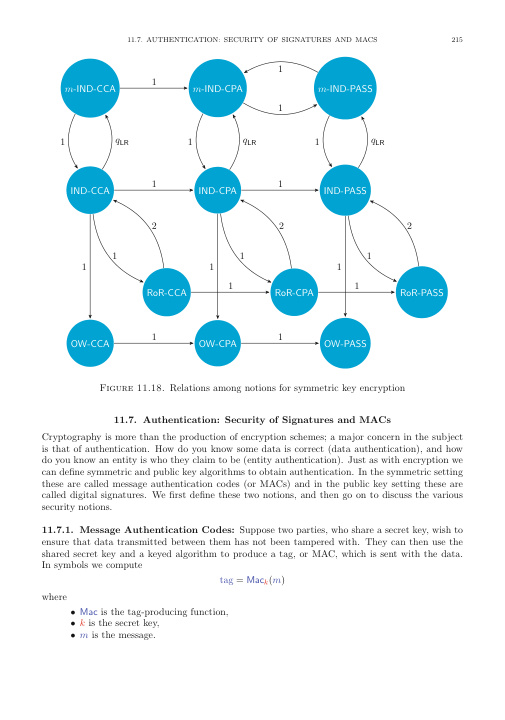 11.7. AUTHENTICATION: SECURITY OF SIGNATURES AND MACS 215
1
m-IND-CCA 1 m-IND-CPA 1 m-IND-PASS
1 qLR 1 qLR 1 qLR
IND-CCA 1 IND-CPA 1 IND-PASS
2 2 2
1 1 1 1 1 1
RoR-CCA 1 RoR-CPA 1 RoR-PASS
OW-CCA 1 OW-CPA 1 OW-PASS
FIGURE 11.18. Relations among notions for symmetric key encryption
11.7. Authentication: Security of Signatures and MACs
Cryptography is more than the production of encryption schemes; a major concern in the subject
is that of authentication. How do you know some data is correct (data authentication), and how
do you know an entity is who they claim to be (entity authentication). Just as with encryption we
can define symmetric and public key algorithms to obtain authentication. In the symmetric setting
these are called message authentication codes (or MACs) and in the public key setting these are
called digital signatures. We first define these two notions, and then go on to discuss the various
security notions.
11.7.1. Message Authentication Codes: Suppose two parties, who share a secret key, wish to
ensure that data transmitted between them has not been tampered with. They can then use the
shared secret key and a keyed algorithm to produce a tag, or MAC, which is sent with the data.
In symbols we compute
tag = Mack(m)
where
• Mac is the tag-producing function,
• k is the secret key,
• m is the message.